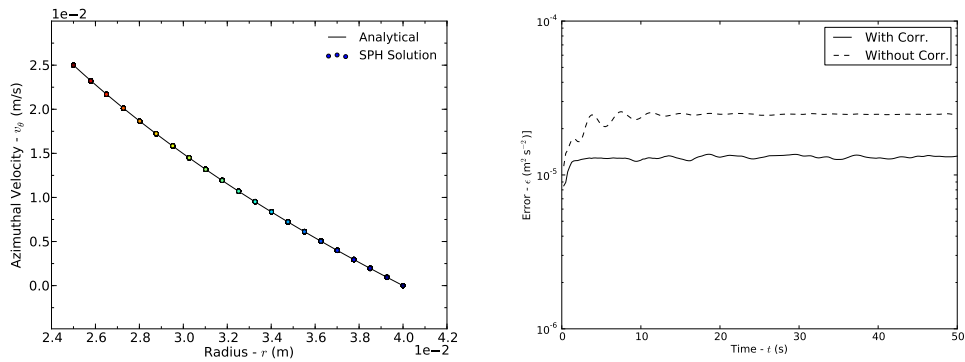 1e−2
Analytical
SPH Solution
2.5
2.0
1.5
1.0
0.5
0.0
Azimuthal Velocity - v_θ (m/s)
2.4 2.6 2.8 3.0 3.2 3.4 3.6 3.8 4.0 4.2
1e−2
Radius - r (m)
With Corr.
Without Corr.
10^-4
10^-5
10^-6
Error - ϵ (m² s⁻²)]
0 10 20 30 40 50
Time - t (s)